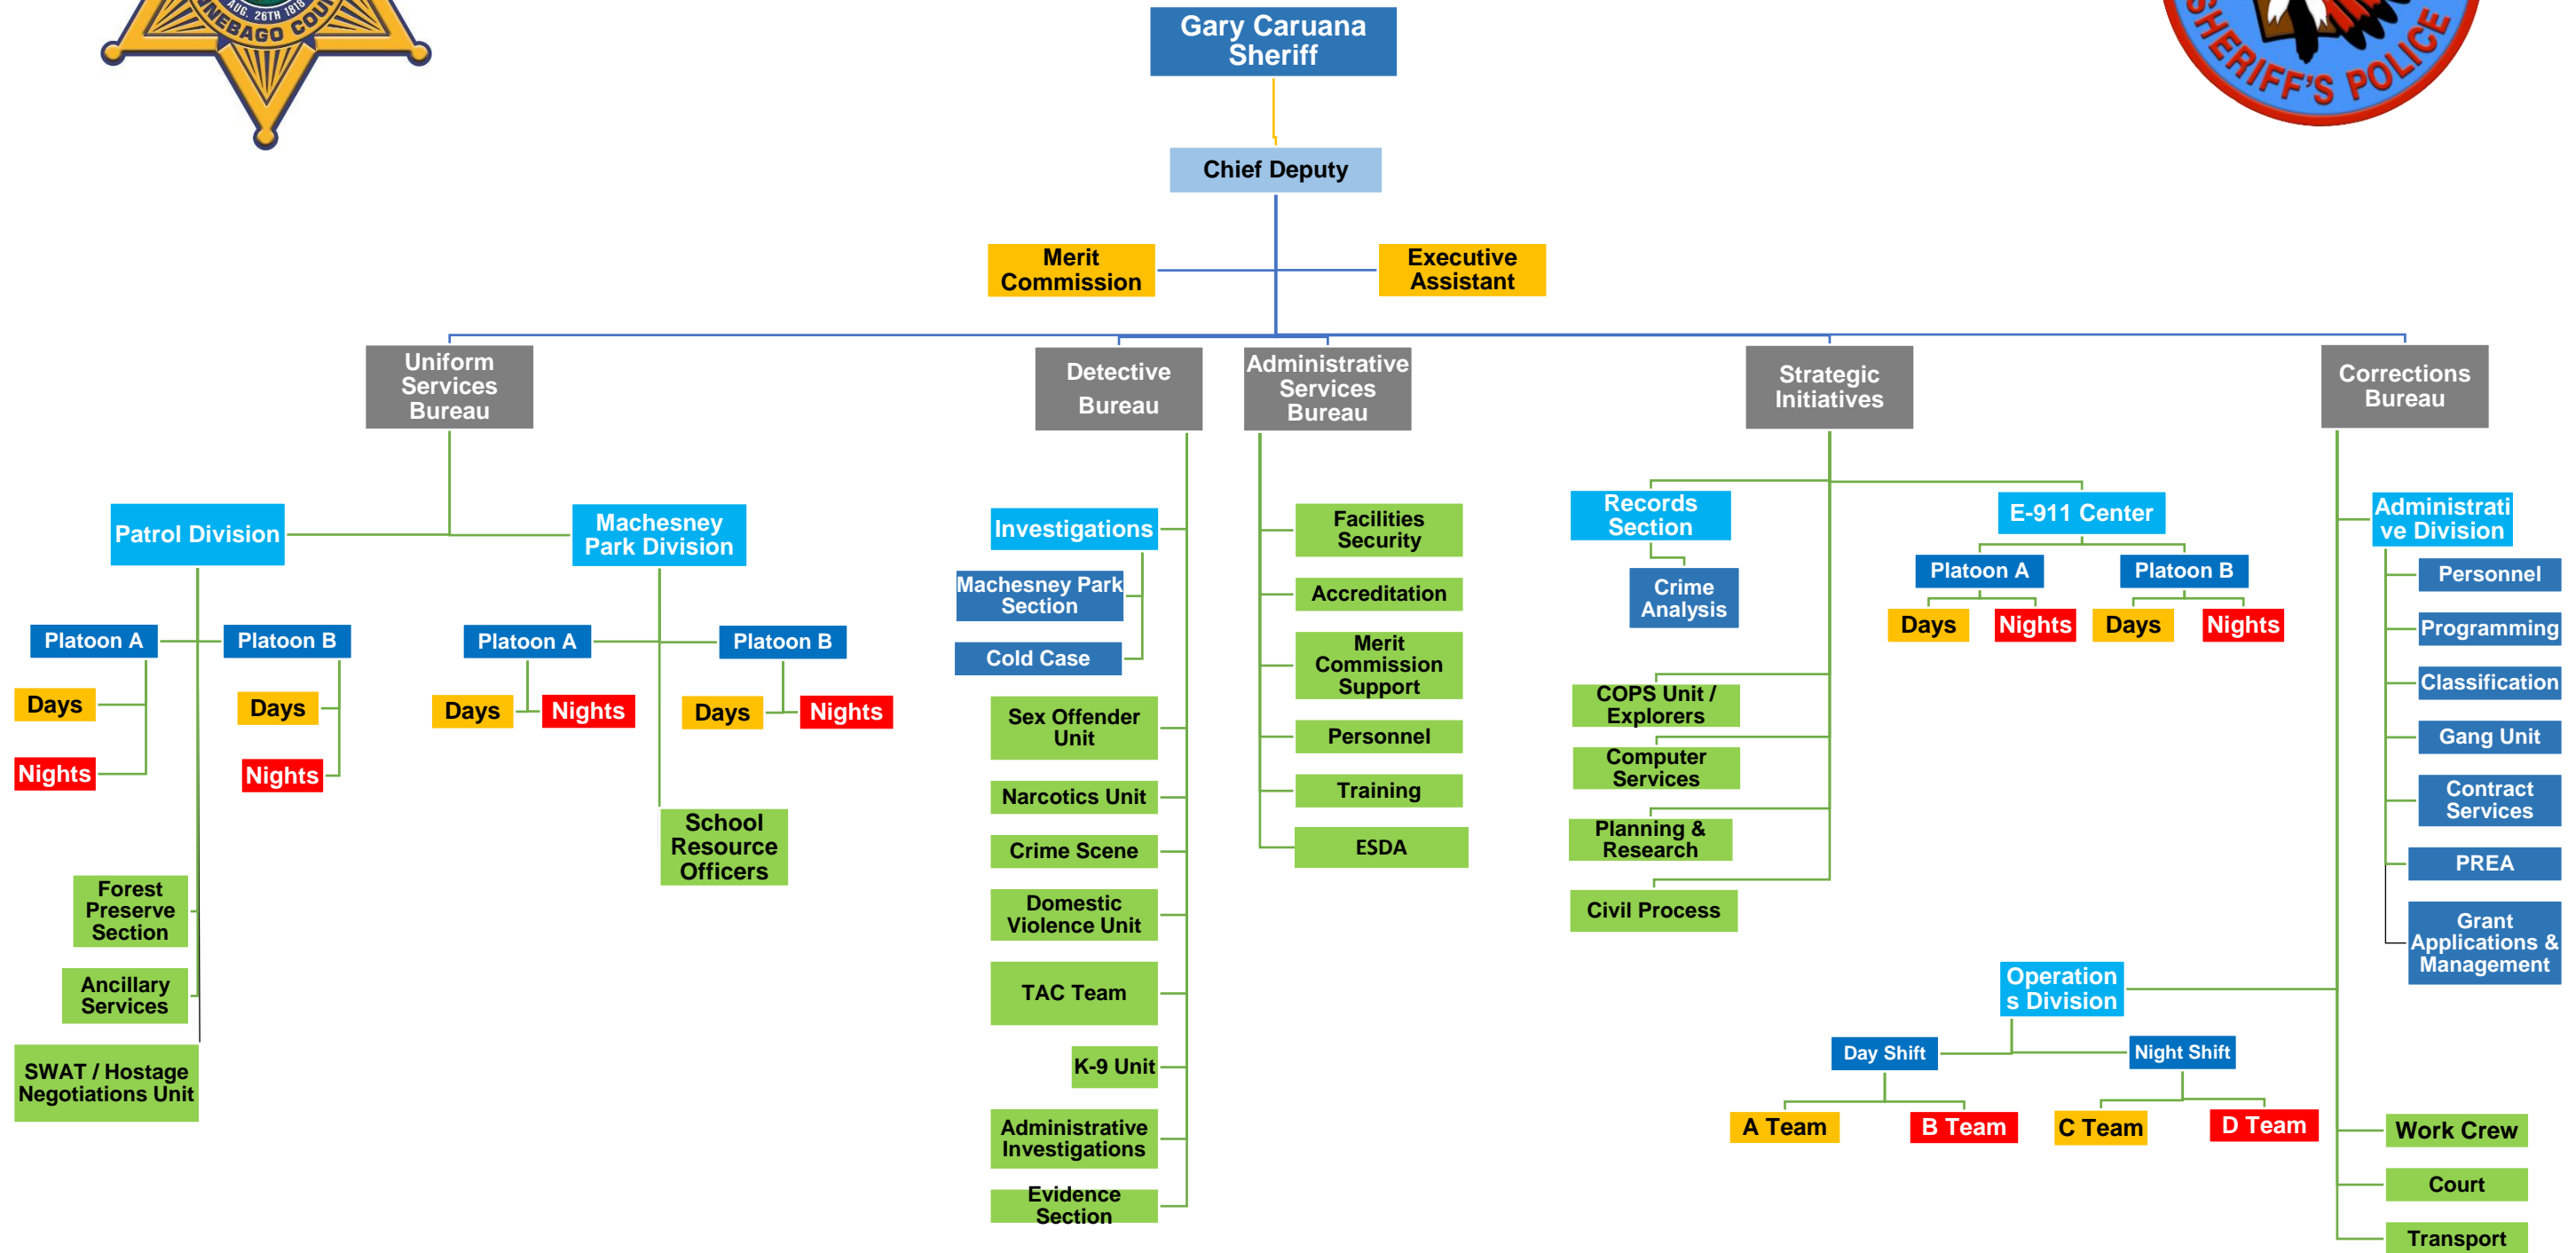 AUG. 26TH 1818
NNEBAGO COUN
SHERIFF'S POLICE
Gary Caruana
Sheriff
Chief Deputy
Merit
Commission
Executive
Assistant
Uniform
Services
Bureau
Detective
Bureau
Administrative
Services
Bureau
Strategic
Initiatives
Corrections
Bureau
Patrol Division
Machesney
Park Division
Platoon A
Platoon B
Days
Nights
Days
Nights
Forest
Preserve
Section
Ancillary
Services
SWAT / Hostage
Negotiations Unit
Platoon A
Platoon B
Days
Nights
Days
Nights
School
Resource
Officers
Investigations
Machesney Park
Section
Cold Case
Sex Offender
Unit
Narcotics Unit
Crime Scene
Domestic
Violence Unit
TAC Team
K-9 Unit
Administrative
Investigations
Evidence
Section
Facilities
Security
Accreditation
Merit
Commission
Support
Personnel
Training
ESDA
Records
Section
Crime
Analysis
E-911 Center
Platoon A
Platoon B
Days
Nights
Days
Nights
COPS Unit /
Explorers
Computer
Services
Planning &
Research
Civil Process
Administrati
ve Division
Personnel
Programming
Classification
Gang Unit
Contract
Services
PREA
Grant
Applications &
Management
Operation
s Division
Day Shift
Night Shift
A Team
B Team
C Team
D Team
Work Crew
Court
Transport